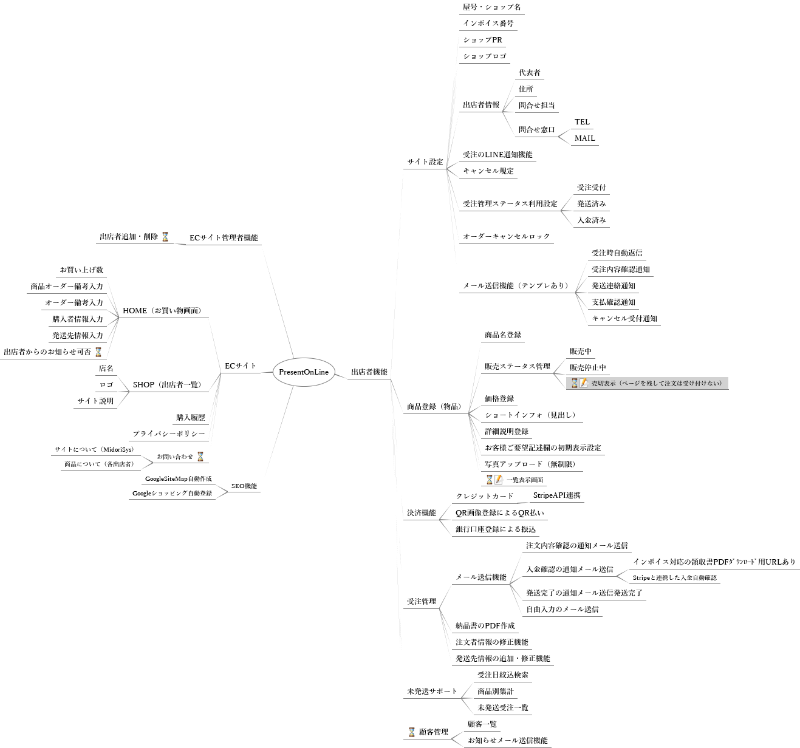 PresentOnLine
ECサイト管理者機能
出店者追加・削除 ⌛
ECサイト
HOME（お買い物画面）
お買い上げ数
商品オーダー備考入力
オーダー備考入力
購入者情報入力
発送先情報入力
出店者からのお知らせ可否 ⌛
SHOP（出店者一覧）
店名
ロゴ
サイト説明
購入履歴
プライバシーポリシー
お問い合わせ ⌛
サイトについて（MidoriSys）
商品について（各出店者）
SEO機能
GoogleSiteMap自動作成
Googleショッピング自動登録
出店者機能
サイト設定
屋号・ショップ名
インボイス番号
ショップPR
ショップロゴ
出店者情報
代表者
住所
問合せ担当
問合せ窓口
TEL
MAIL
受注のLINE通知機能
キャンセル規定
受注管理ステータス利用設定
受注受付
発送済み
入金済み
オーダーキャンセルロック
メール送信機能（テンプレあり）
受注時自動返信
受注内容確認通知
発送連絡通知
支払確認通知
キャンセル受付通知
商品登録（物品）
商品名登録
販売ステータス管理
販売中
販売停止中
⌛📝 売切表示（ページを残して注文は受け付けない）
価格登録
ショートインフォ（見出し）
詳細説明登録
お客様ご要望記述欄の初期表示設定
写真アップロード（無制限）
⌛📝 一覧表示画面
決済機能
クレジットカード
StripeAPI連携
QR画像登録によるQR払い
銀行口座登録による振込
受注管理
メール送信機能
注文内容確認の通知メール送信
入金確認の通知メール送信
インボイス対応の領収書PDFﾀﾞｳﾝﾛｰﾄﾞ用URLあり
Stripeと連携した入金自動確認
発送完了の通知メール送信発送完了
自由入力のメール送信
納品書のPDF作成
注文者情報の修正機能
発送先情報の追加・修正機能
未発送サポート
受注日絞込検索
商品別集計
未発送受注一覧
⌛ 顧客管理
顧客一覧
お知らせメール送信機能